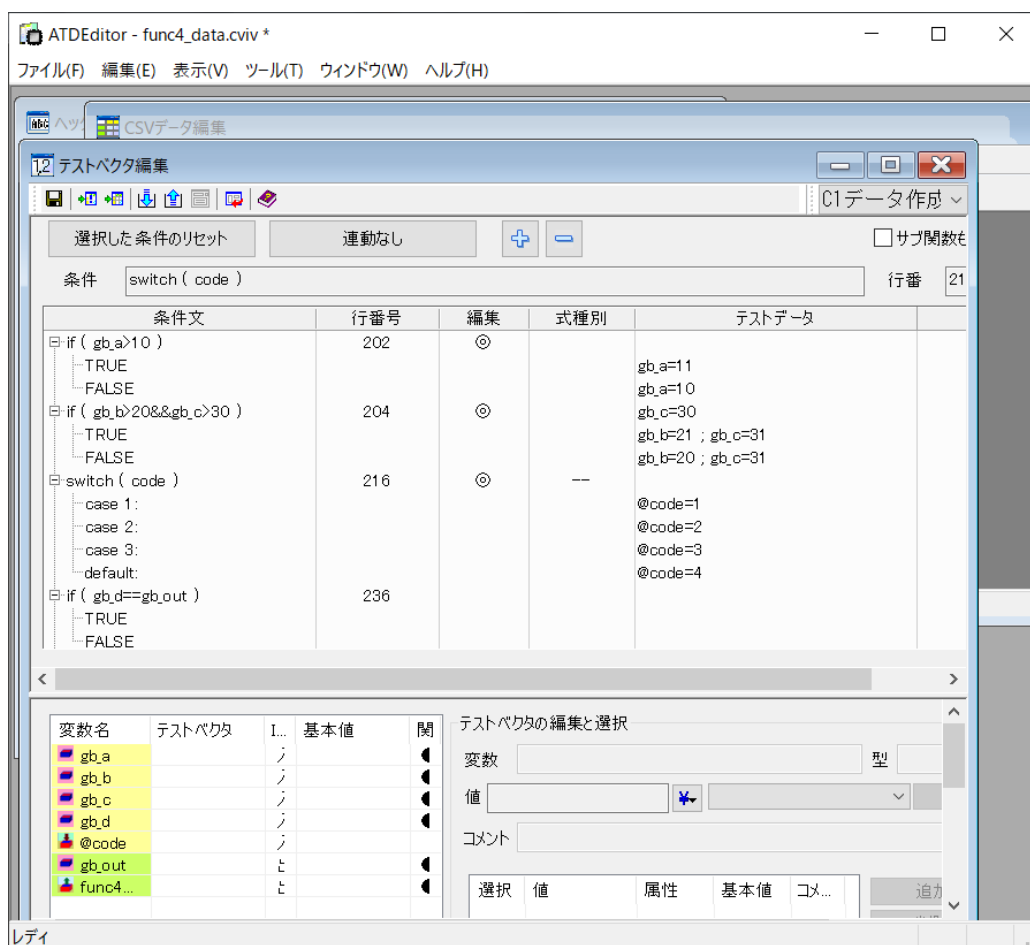 ATDEditor - func4_data.cviv *
ファイル(F) 編集(E) 表示(V) ツール(T) ウィンドウ(W) ヘルプ(H)
CSVデータ編集
テストベクタ編集
C1データ作成
選択した条件のリセット 連動なし サブ関数も
条件 switch ( code ) 行番 21
条件文 行番号 編集 式種別 テストデータ
if ( gb_a>10 ) 202 ◎
TRUE gb_a=11
FALSE gb_a=10
if ( gb_b>20&&gb_c>30 ) 204 ◎ gb_c=30
TRUE gb_b=21 ; gb_c=31
FALSE gb_b=20 ; gb_c=31
switch ( code ) 216 ◎ --
case 1: @code=1
case 2: @code=2
case 3: @code=3
default: @code=4
if ( gb_d==gb_out ) 236
TRUE
FALSE
変数名 テストベクタ I... 基本値 関
gb_a
gb_b
gb_c
gb_d
@code
gb_out
func4...
テストベクタの編集と選択
変数 型
値
コメント
選択 値 属性 基本値 コメ...
追加
レディ